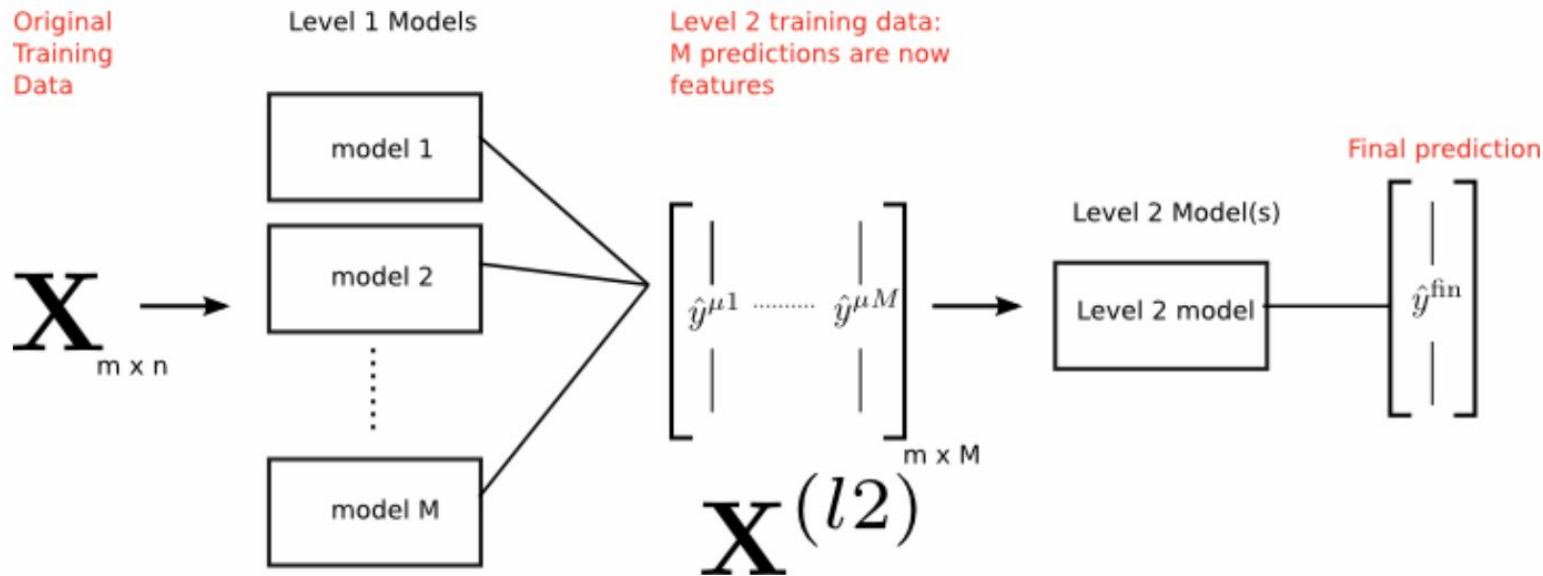 Original
Training
Data
Level 1 Models
Level 2 training data:
M predictions are now
features
model 1
model 2
model M
X
m x n
ŷ^{μ1} .......... ŷ^{μM}
m x M
X^{(l2)}
Level 2 Model(s)
Level 2 model
Final prediction
ŷ^{fin}